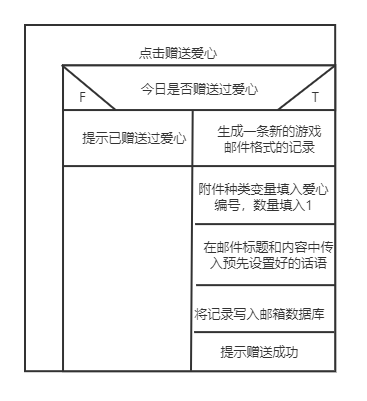 点击赠送爱心
今日是否赠送过爱心
F
T
提示已赠送过爱心
生成一条新的游戏
邮件格式的记录
附件种类变量填入爱心
编号，数量填入1
在邮件标题和内容中传
入预先设置好的话语
将记录写入邮箱数据库
提示赠送成功